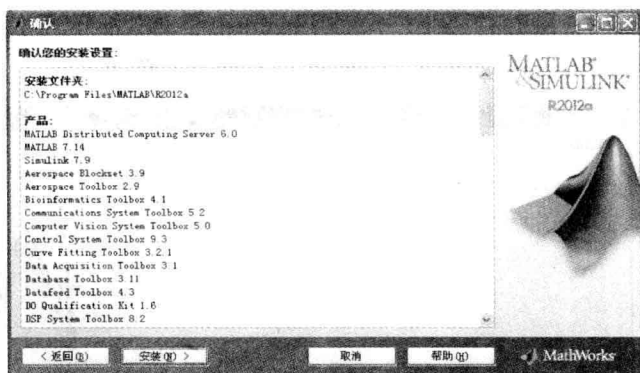 确认
确认您的安装设置:
安装文件夹:
C:\Program Files\MATLAB\R2012a
产品:
MATLAB Distributed Computing Server 6.0
MATLAB 7.14
Simulink 7.9
Aerospace Blockset 3.9
Aerospace Toolbox 2.9
Bioinformatics Toolbox 4.1
Communications System Toolbox 5.2
Computer Vision System Toolbox 5.0
Control System Toolbox 9.3
Curve Fitting Toolbox 3.2.1
Data Acquisition Toolbox 3.1
Database Toolbox 3.11
Datafeed Toolbox 4.3
DO Qualification Kit 1.6
DSP System Toolbox 8.2
MATLAB®
&SIMULINK®
R2012a
< 返回(B)
安装(N) >
取消
帮助(H)
MathWorks